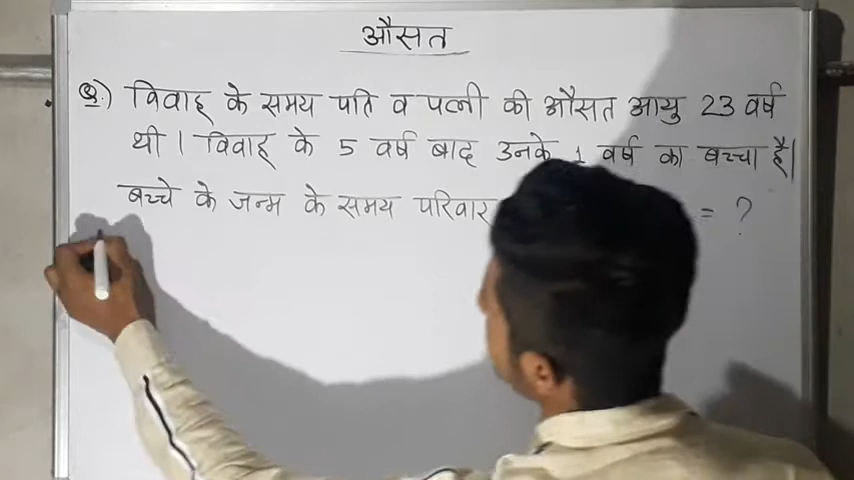 औसत
Q.) विवाह के समय पति व पत्नी की औसत आयु 23 वर्ष
थी। विवाह के 5 वर्ष बाद उनके 1 वर्ष का बच्चा है।
बच्चे के जन्म के समय परिवार = ?